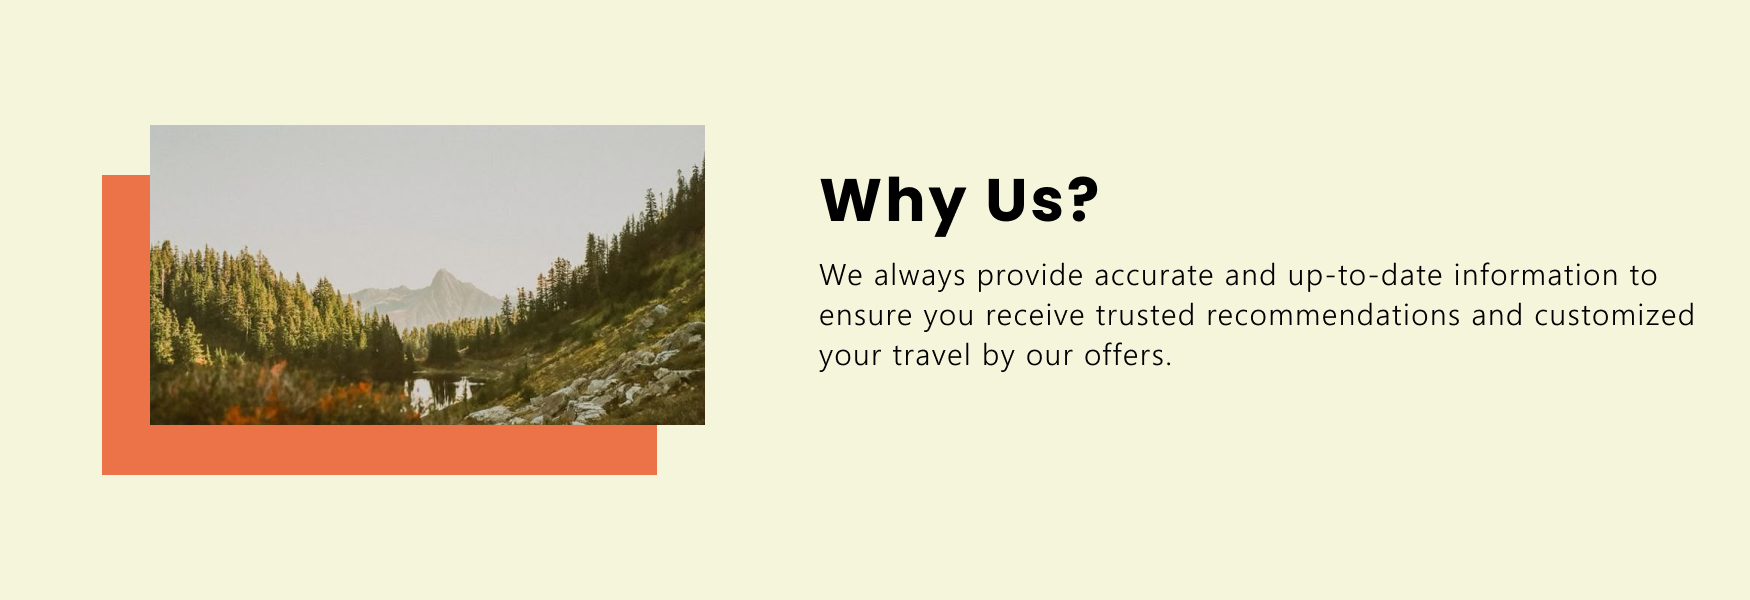 Why Us?
We always provide accurate and up-to-date information to
ensure you receive trusted recommendations and customized
your travel by our offers.